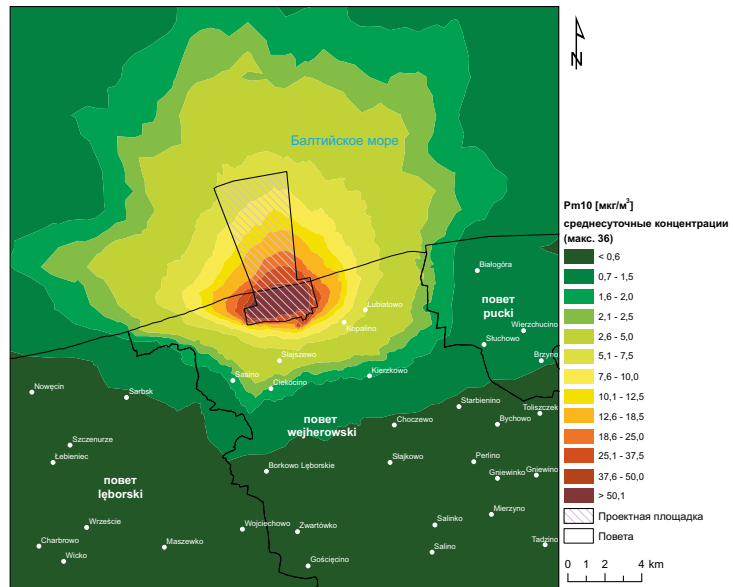 Балтийское море
Białogóra
повет
pucki
Wierzchucino
Lubiatowo
Kopalino
Słuchowo
Brzyno
Słajszewo
Sasino
Ciekocino
Kierzkowo
Nowęcin
Sarbsk
Starbienino
Toliszczek
повет
wejherowski
Choczewo
Bychowo
Szczenurze
Łebieniec
Borkowo Lęborskie
Słajkowo
Perlino
Gniewinko
Gniewino
повет
lęborski
Wrzeście
Wojciechowo
Zwartówko
Salinko
Mierzyno
Charbrowo
Wicko
Maszewko
Gościęcino
Salino
Tadzino
N
Pm10 [мкг/м³]
среднесуточные концентрации
(макс. 36)
< 0,6
0,7 - 1,5
1,6 - 2,0
2,1 - 2,5
2,6 - 5,0
5,1 - 7,5
7,6 - 10,0
10,1 - 12,5
12,6 - 18,5
18,6 - 25,0
25,1 - 37,5
37,6 - 50,0
> 50,1
Проектная площадка
Повета
0 1 2 4 km